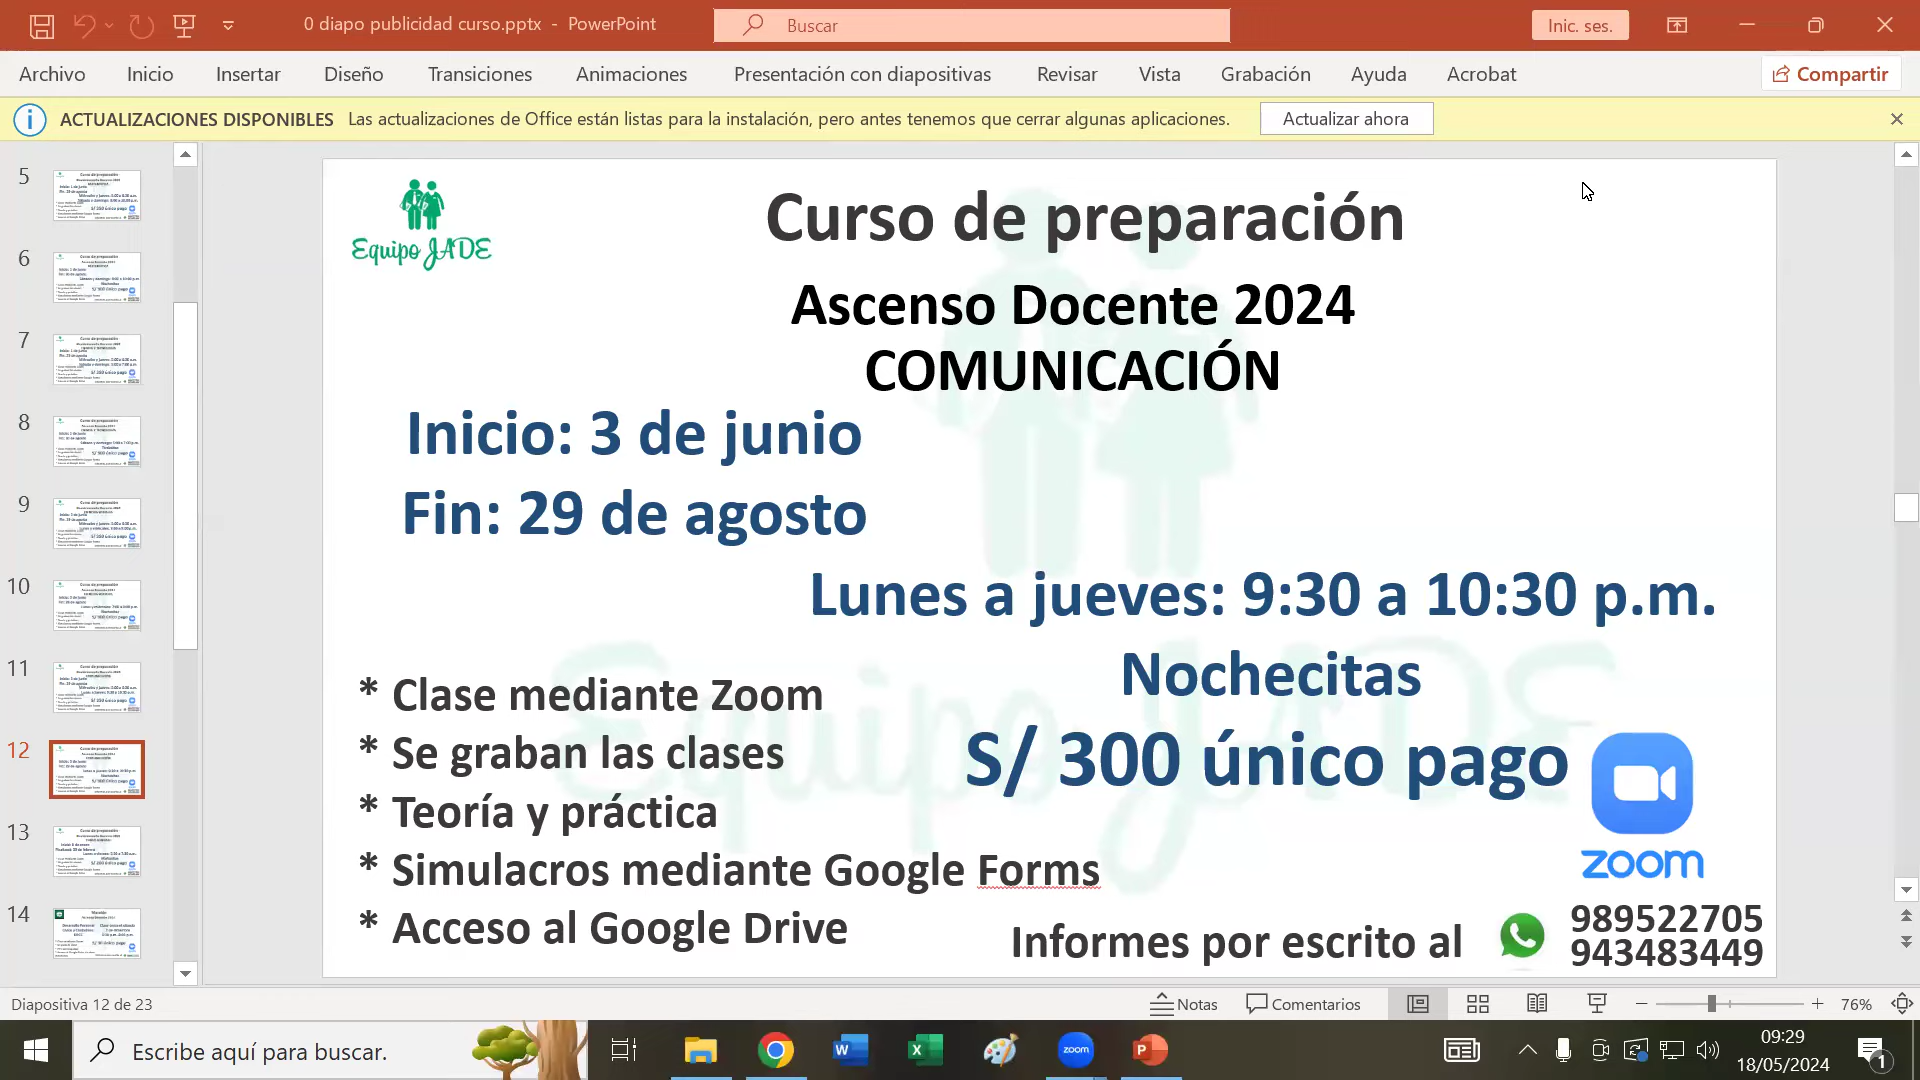 0 diapo publicidad curso.pptx - PowerPoint
Buscar
Inic. ses.
Archivo Inicio Insertar Diseño Transiciones Animaciones Presentación con diapositivas Revisar Vista Grabación Ayuda Acrobat Compartir
ACTUALIZACIONES DISPONIBLES Las actualizaciones de Office están listas para la instalación, pero antes tenemos que cerrar algunas aplicaciones. Actualizar ahora
5
6
7
8
9
10
11
12
13
14
Equipo JADE
Curso de preparación
Ascenso Docente 2024
COMUNICACIÓN
Inicio: 3 de junio
Fin: 29 de agosto
Lunes a jueves: 9:30 a 10:30 p.m.
Nochecitas
S/ 300 único pago
* Clase mediante Zoom
* Se graban las clases
* Teoría y práctica
* Simulacros mediante Google Forms
* Acceso al Google Drive
zoom
Informes por escrito al
989522705
943483449
Equipo JADE
Diapositiva 12 de 23
Notas Comentarios 76%
Escribe aquí para buscar.
zoom
09:29
18/05/2024
1